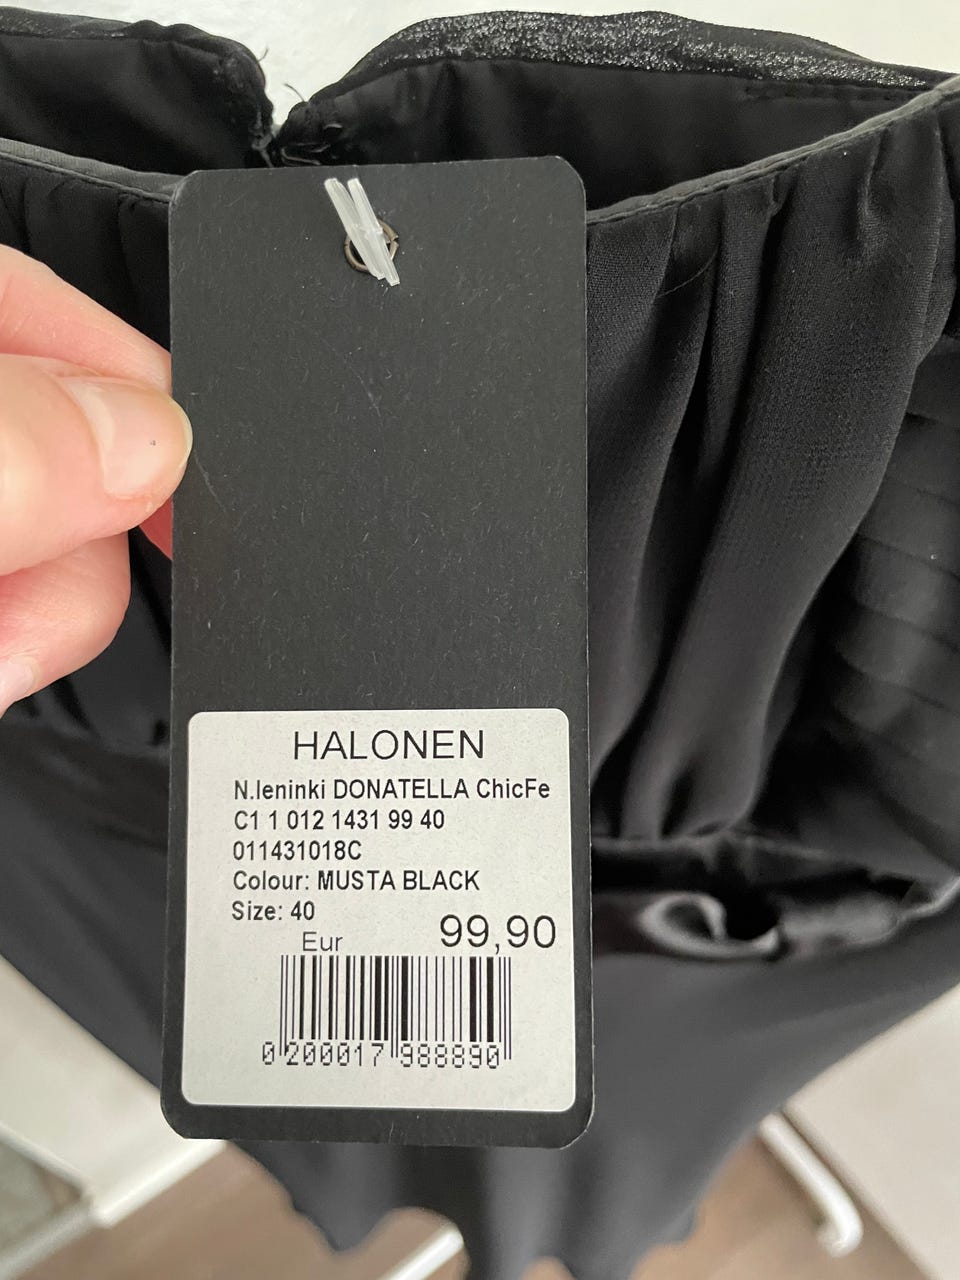 HALONEN
N.leninki DONATELLA ChicFe
C1 1 012 1431 99 40
011431018C
Colour: MUSTA BLACK
Size: 40
Eur 99,90
0 200017 988890